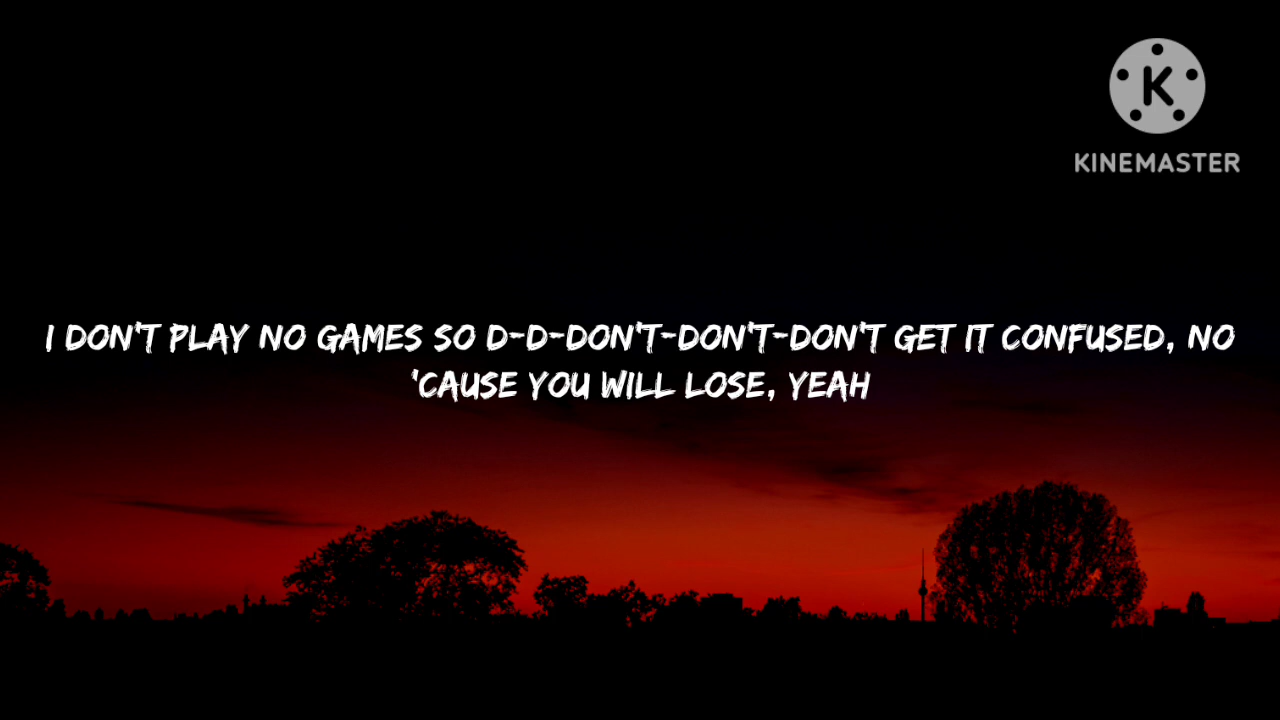 K
KINEMASTER
I DON'T PLAY NO GAMES SO D-D-DON'T-DON'T-DON'T GET IT CONFUSED, NO
'CAUSE YOU WILL LOSE, YEAH